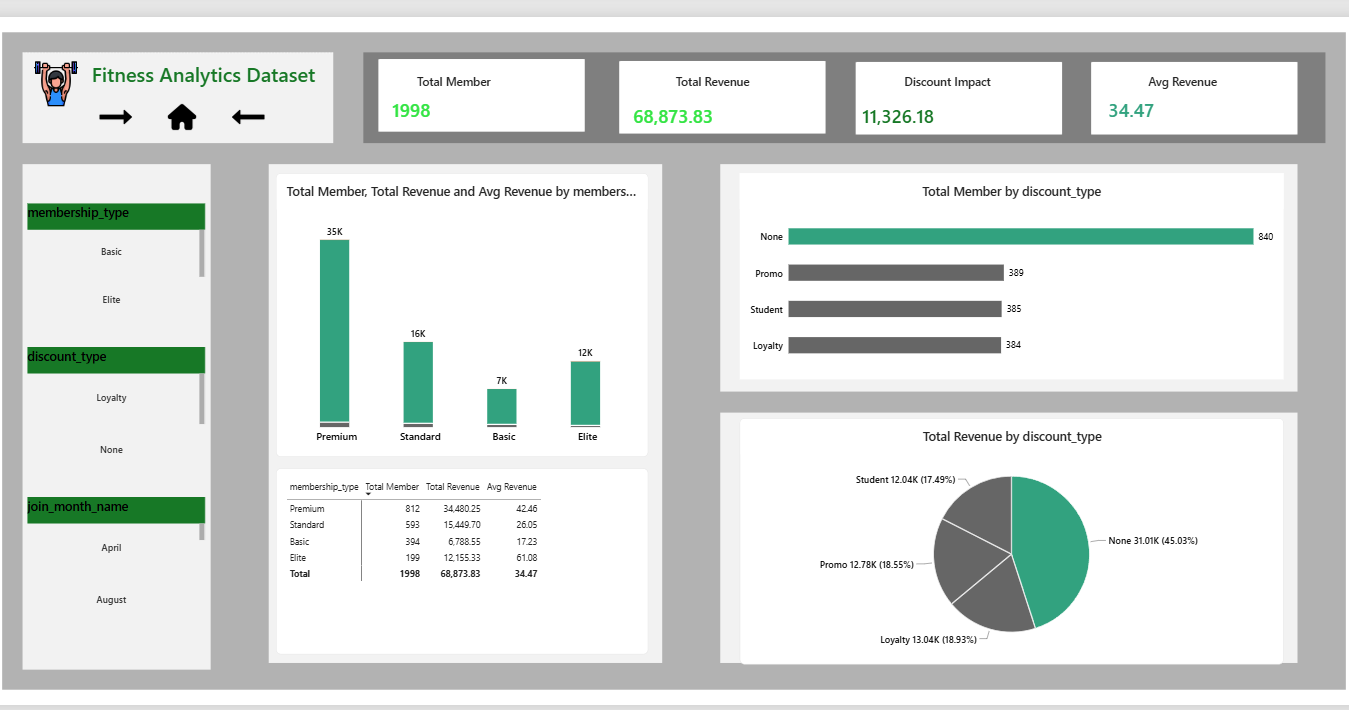 Fitness Analytics Dataset
Total Member
1998
Total Revenue
68,873.83
Discount Impact
11,326.18
Avg Revenue
34.47
membership_type
Basic
Elite
discount_type
Loyalty
None
join_month_name
April
August
Total Member, Total Revenue and Avg Revenue by members...
35K
16K
7K
12K
Premium Standard Basic Elite
membership_type Total Member Total Revenue Avg Revenue
Premium 812 34,480.25 42.46
Standard 593 15,449.70 26.05
Basic 394 6,788.55 17.23
Elite 199 12,155.33 61.08
Total 1998 68,873.83 34.47
Total Member by discount_type
None 840
Promo 389
Student 385
Loyalty 384
Total Revenue by discount_type
Student 12.04K (17.49%)
None 31.01K (45.03%)
Promo 12.78K (18.55%)
Loyalty 13.04K (18.93%)